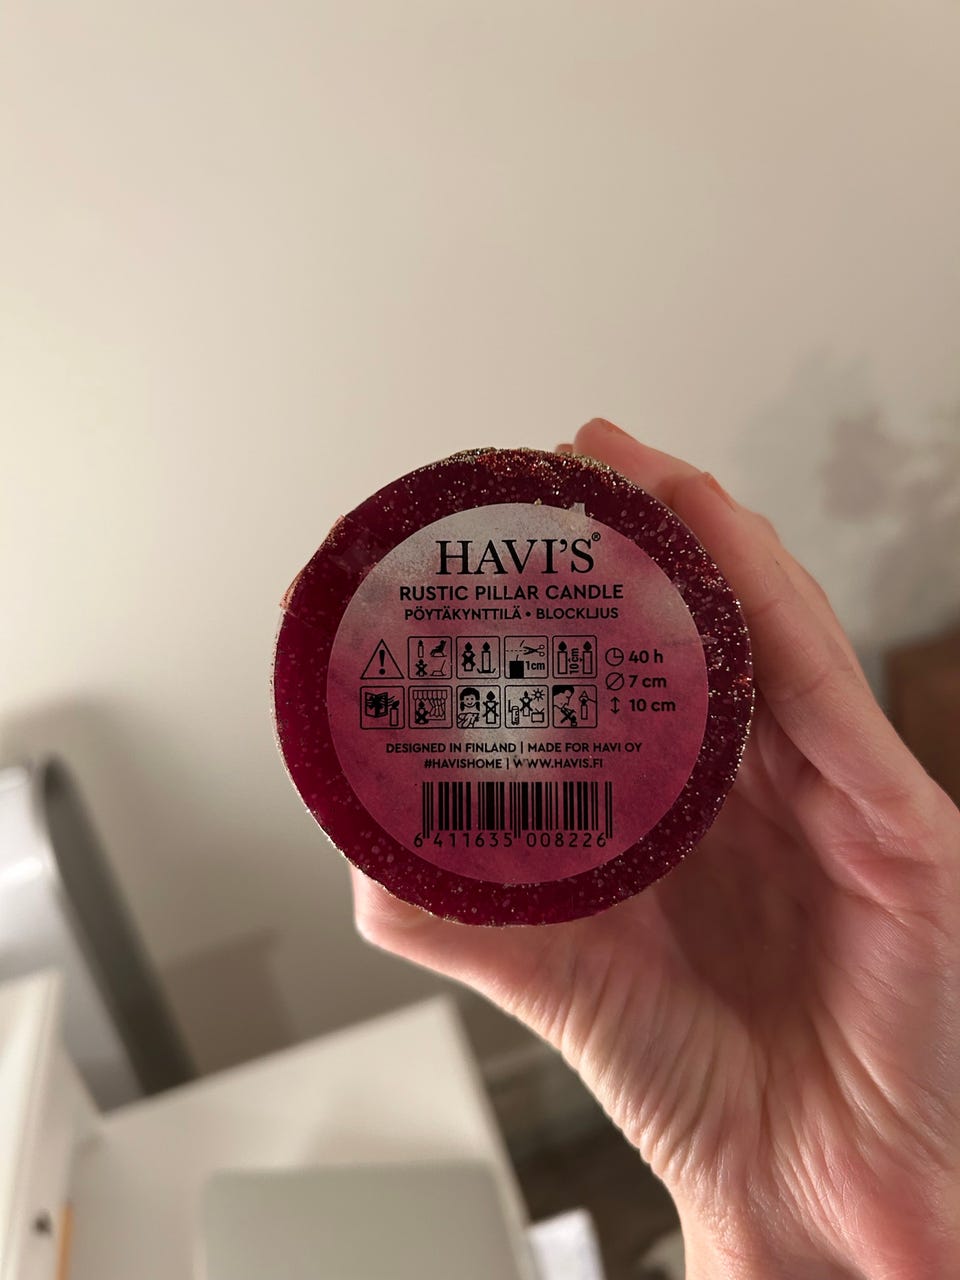 HAVI'S®
RUSTIC PILLAR CANDLE
PÖYTÄKYNTTILÄ • BLOCKLJUS
1cm
10cm
40 h
7 cm
10 cm
DESIGNED IN FINLAND | MADE FOR HAVI OY
#HAVISHOME | WWW.HAVIS.FI
6 411635 008226